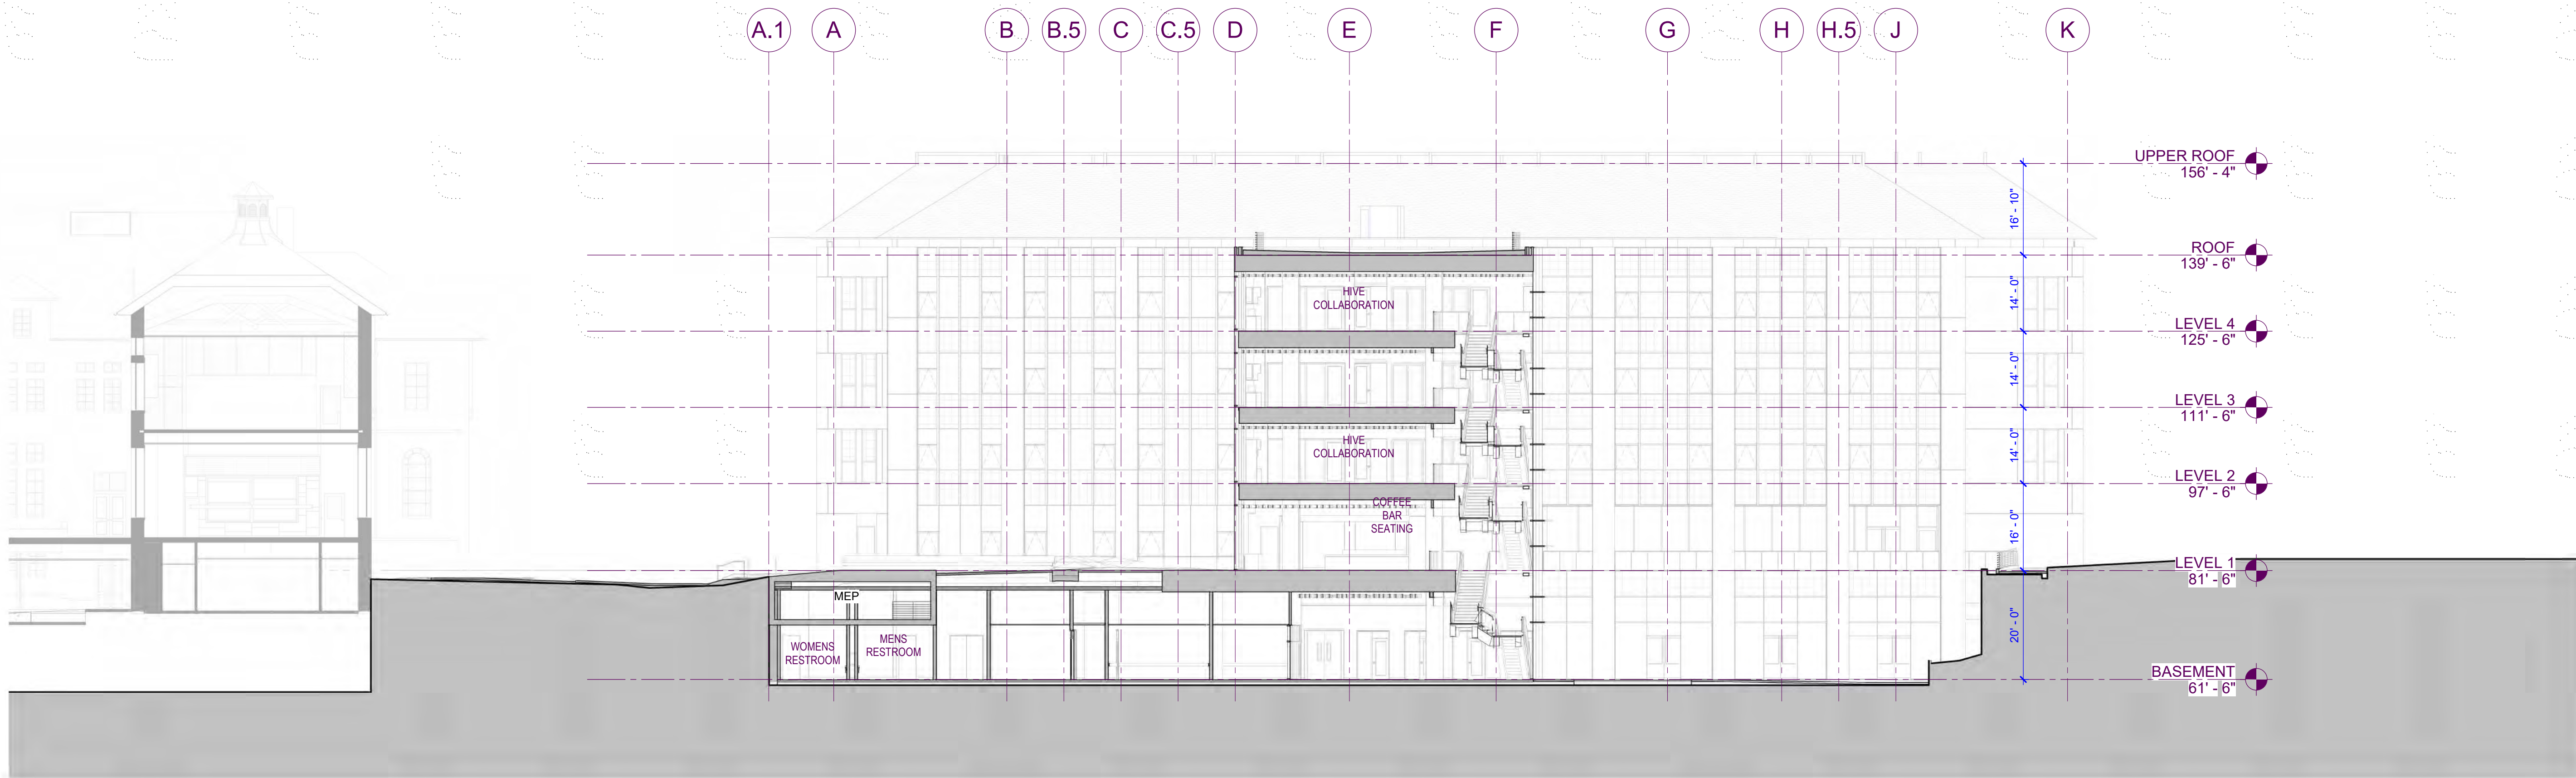 A.1 A B B.5 C C.5 D E F G H H.5 J K
UPPER ROOF
156' - 4"
16' - 10"
ROOF
139' - 6"
HIVE
COLLABORATION
14' - 0"
LEVEL 4
125' - 6"
14' - 0"
LEVEL 3
111' - 6"
HIVE
COLLABORATION
14' - 0"
LEVEL 2
97' - 6"
COFFEE
BAR
SEATING
16' - 0"
LEVEL 1
81' - 6"
MEP
WOMENS
RESTROOM
MENS
RESTROOM
20' - 0"
BASEMENT
61' - 6"